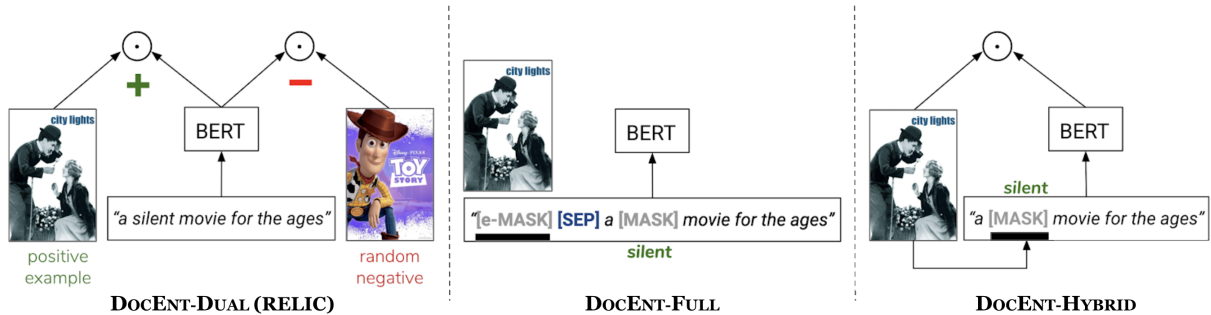 city lights
+
−
BERT
DISNEY · PIXAR
TOY
STORY
"a silent movie for the ages"
positive
example
random
negative
DOCENT-DUAL (RELIC)
city lights
BERT
"[e-MASK] [SEP] a [MASK] movie for the ages"
silent
DOCENT-FULL
city lights
BERT
silent
"a [MASK] movie for the ages"
DOCENT-HYBRID